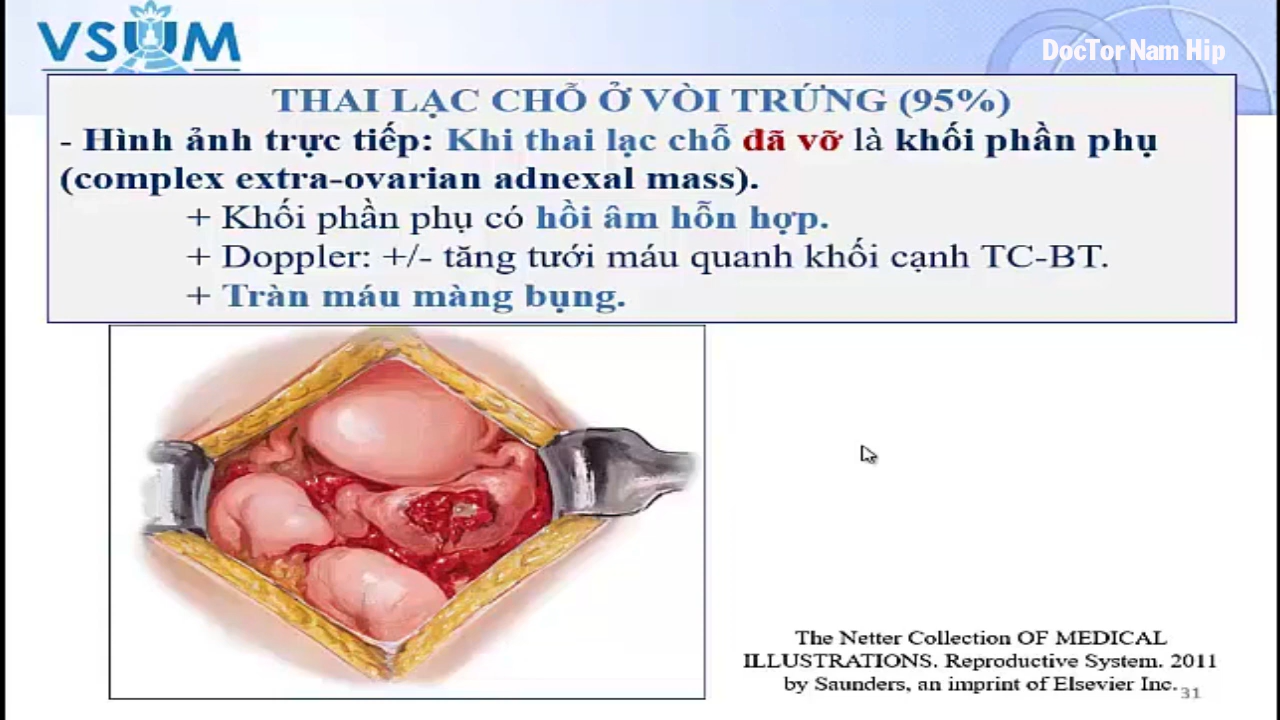 VSUM
DocTor Nam Hip
THAI LẠC CHỖ Ở VÒI TRỨNG (95%)
- Hình ảnh trực tiếp: Khi thai lạc chỗ đã vỡ là khối phần phụ
(complex extra-ovarian adnexal mass).
+ Khối phần phụ có hồi âm hỗn hợp.
+ Doppler: +/- tăng tưới máu quanh khối cạnh TC-BT.
+ Tràn máu màng bụng.
The Netter Collection OF MEDICAL
ILLUSTRATIONS. Reproductive System. 2011
by Saunders, an imprint of Elsevier Inc.
31